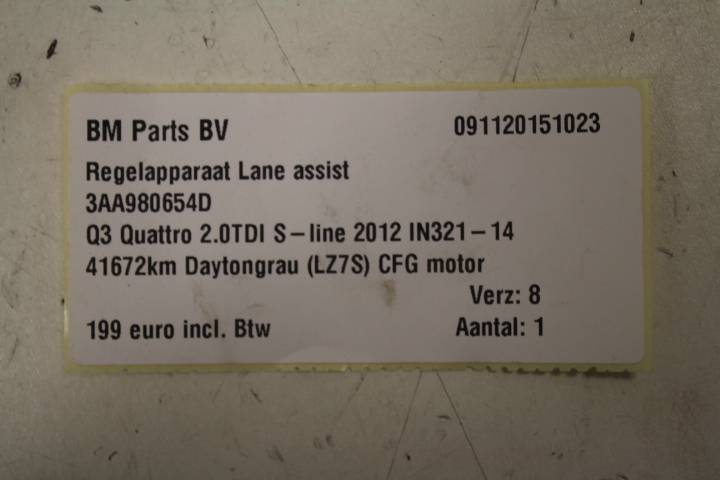 BM Parts BV 091120151023
Regelapparaat Lane assist
3AA980654D
Q3 Quattro 2.0TDI S-line 2012 IN321-14
41672km Daytongrau (LZ7S) CFG motor
Verz: 8
199 euro incl. Btw Aantal: 1